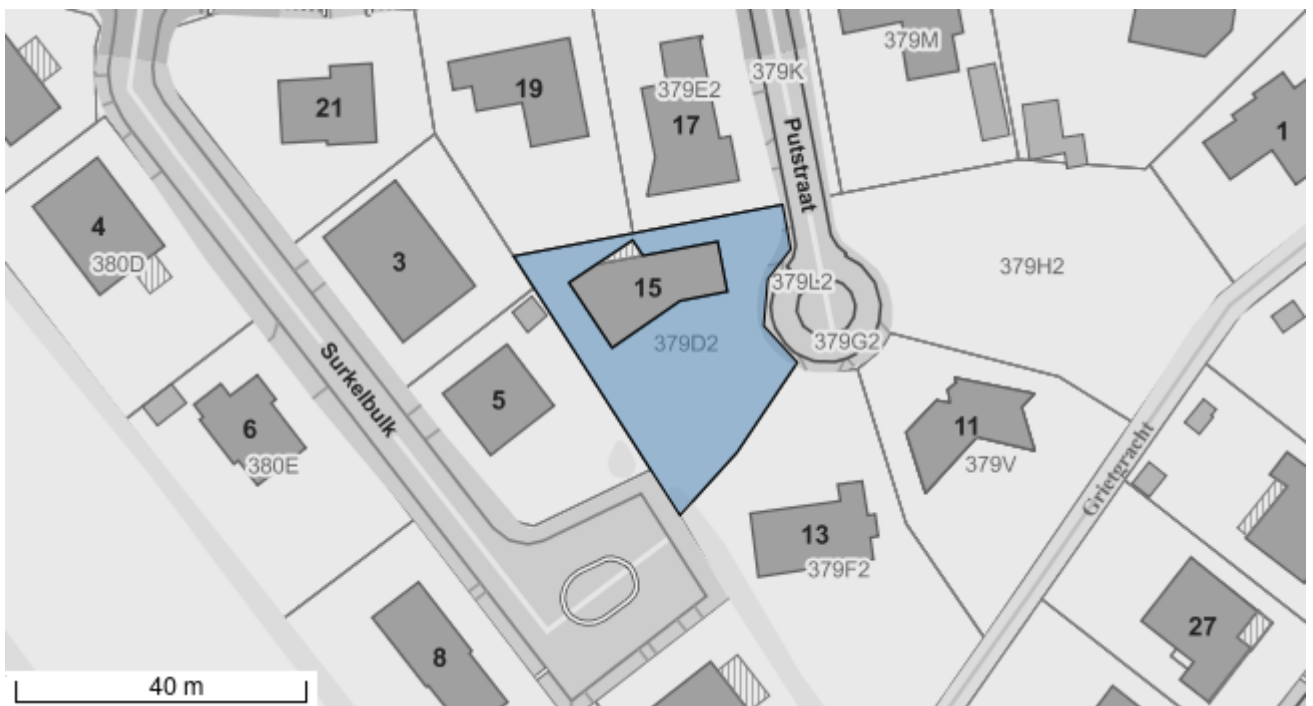 379M
379K
379E2
19
21
17
1
Putstraat
4
380D
3
379H2
379L2
15
379D2
379G2
Surkelbulk
5
6
380E
11
379V
Grietgracht
13
379F2
27
8
40 m